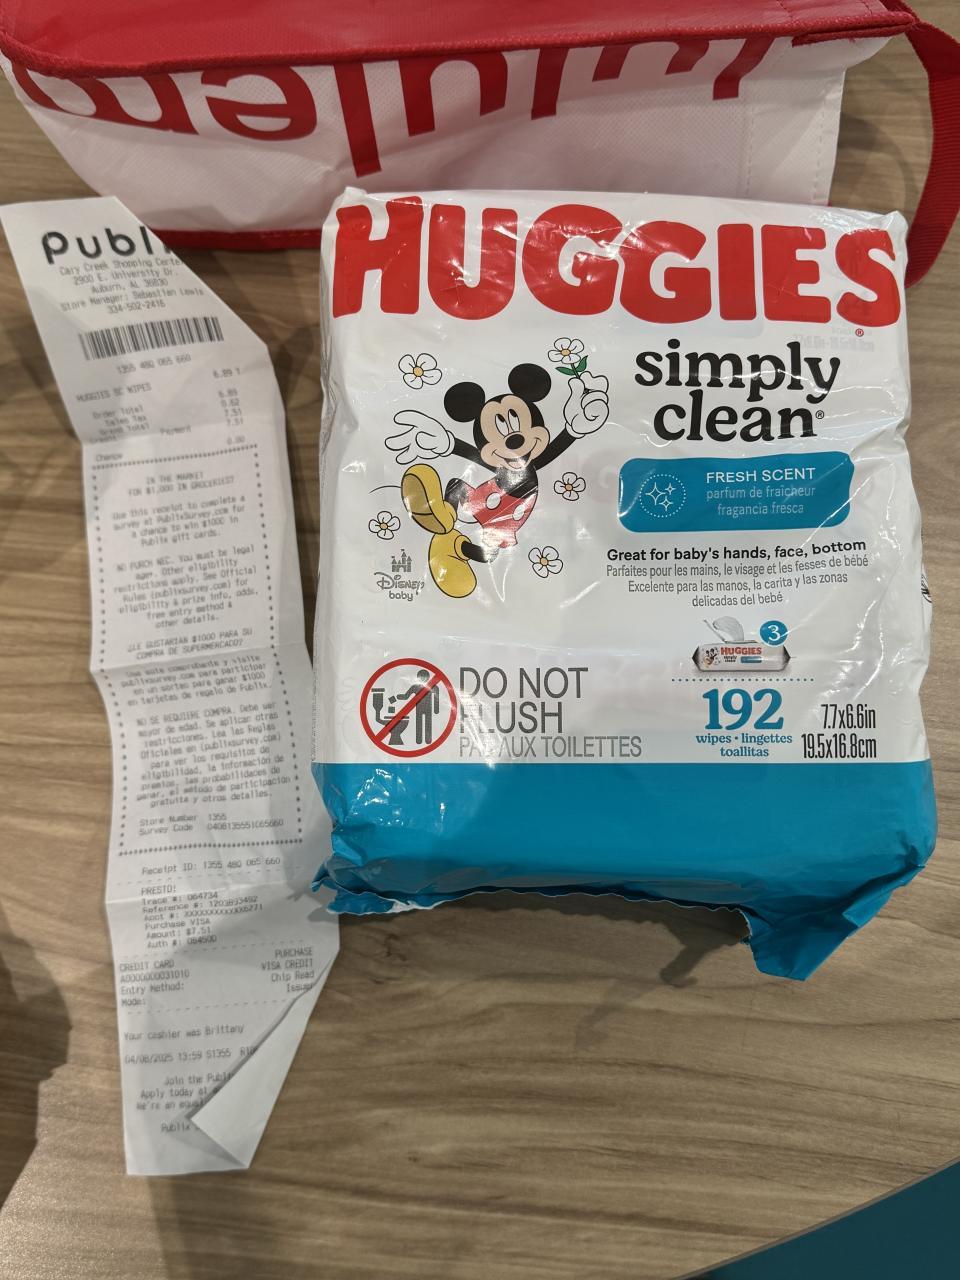 Publi
Cary Creek Shopping Cente
2900 E. University Dr.
Auburn, AL 36830
Store Manager: Sebastian Lewis
334-502-2416
1355 480 065 660
HUGGIES SC WIPES 6.89 T
Order Total 6.89
Sales Tax 0.62
Grand Total 7.51
Credit Payment 7.51
Change 0.00
IN THE MARKET
FOR $1,000 IN GROCERIES?
Use this receipt to complete a
survey at PublixSurvey.com for
a chance to win $1000 in
Publix gift cards.
NO PURCH NEC. You must be legal
age. Other eligibility
restrictions apply. See Official
Rules (publixsurvey.com) for
eligibility & prize info, odds,
free entry method &
other details.
¿LE GUSTARIAN $1000 PARA SU
COMPRA DE SUPERMERCADO?
Use este comprobante y visite
publixsurvey.com para participar
en un sorteo para ganar $1000
en tarjetas de regalo de Publix.
NO SE REQUIERE COMPRA. Debe ser
mayor de edad. Se aplican otras
restricciones. Lea las Reglas
Oficiales en (publixsurvey.com)
para ver los requisitos de
eligibilidad, la información de
premios, las probabilidades de
ganar, el método de participación
gratuita y otros detalles.
Store Number 1355
Survey Code
Receipt ID: 1355 480 065 660
PRESTO!
Trace #: 064734
Reference #: 1203893492
Acct #: XXXXXXXXXXXX6771
Purchase VISA
Amount: $7.51
Auth #: 064500
CREDIT CARD PURCHASE
A0000000031010 VISA CREDIT
Entry Method: Chip Read
Mode: Issuer
Your cashier was Brittany
04/06/2025 13:59 S1355
Join the Publi
Apply today at
We're an equal
Publix
HUGGIES®
simply
clean®
FRESH SCENT
parfum de fraîcheur
fragancia fresca
Great for baby's hands, face, bottom
Parfaites pour les mains, le visage et les fesses de bébé
Excelente para las manos, la carita y las zonas
delicadas del bebé
Disney
baby
3
HUGGIES
simply
clean
DO NOT
FLUSH
PAS AUX TOILETTES
192
wipes • lingettes
toallitas
7.7x6.6in
19.5x16.8cm